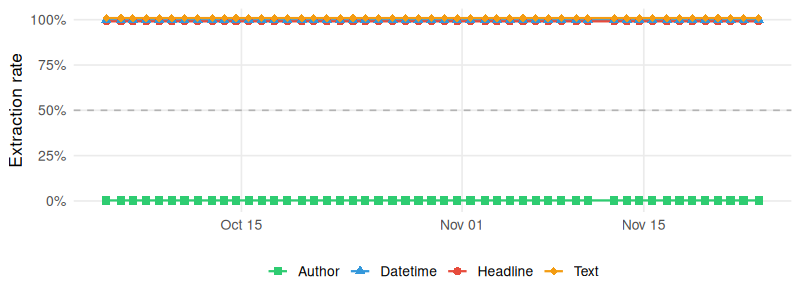 Extraction rate
100%
75%
50%
25%
0%
Oct 15 Nov 01 Nov 15
Author Datetime Headline Text